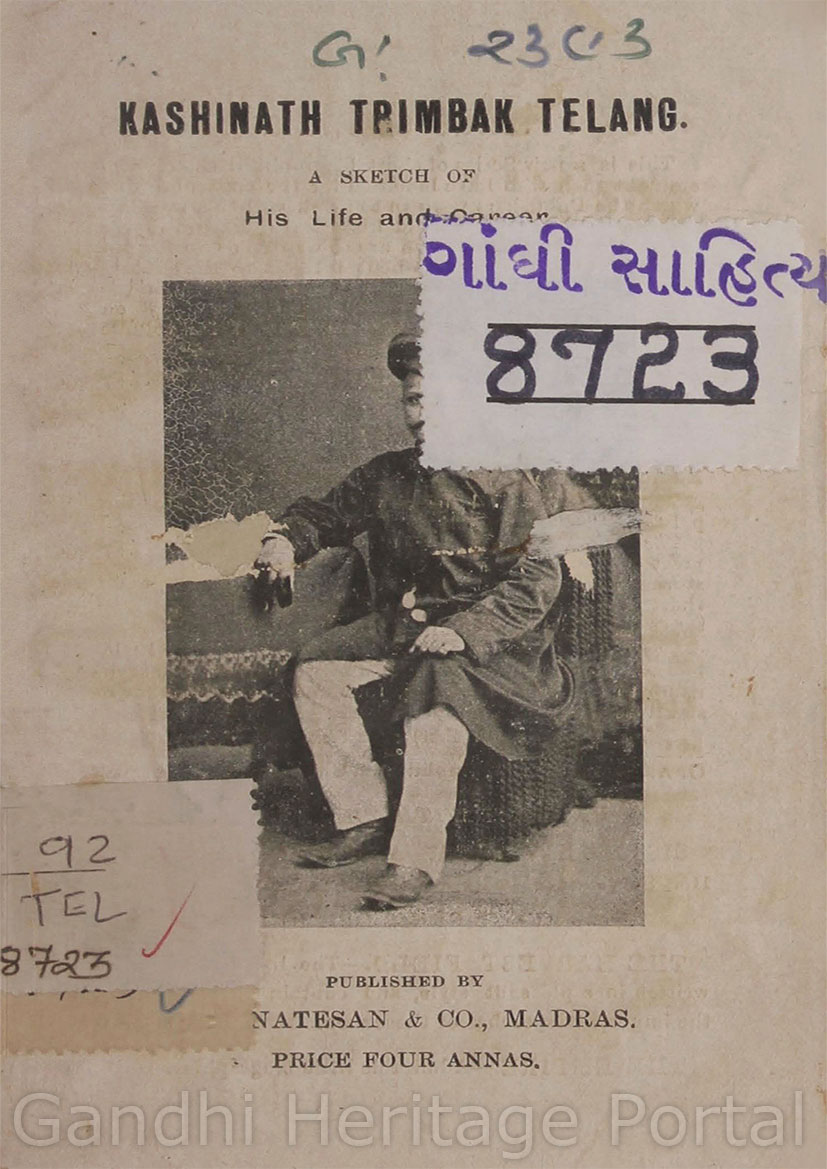 ૨૩૯૩
KASHINATH TRIMBAK TELANG.
A SKETCH OF
His Life and Career
ગાંધી સાહિત્ય
8723
92
TEL
8723
PUBLISHED BY
NATESAN & CO., MADRAS.
PRICE FOUR ANNAS.
Gandhi Heritage Portal